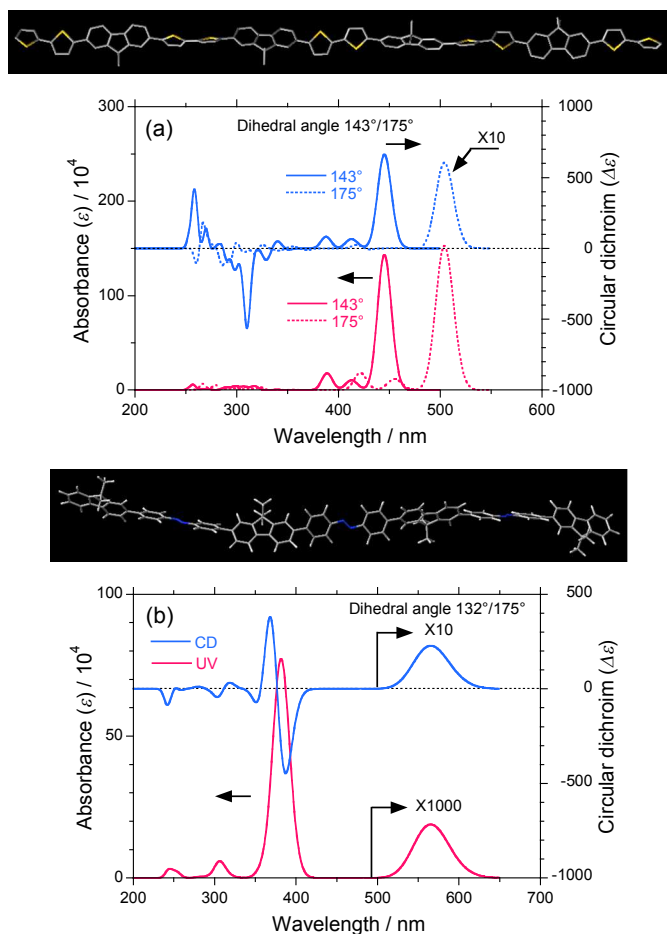 (a)
Dihedral angle 143°/175°
X10
143°
175°
143°
175°
300
200
100
0
Absorbance (ε) / 10⁴
1000
500
0
-500
-1000
Circular dichroim (Δε)
200 300 400 500 600
Wavelength / nm
(b)
Dihedral angle 132°/175°
CD
UV
X10
X1000
100
50
0
Absorbance (ε) / 10⁴
500
0
-500
-1000
Circular dichroim (Δε)
200 300 400 500 600 700
Wavelength / nm